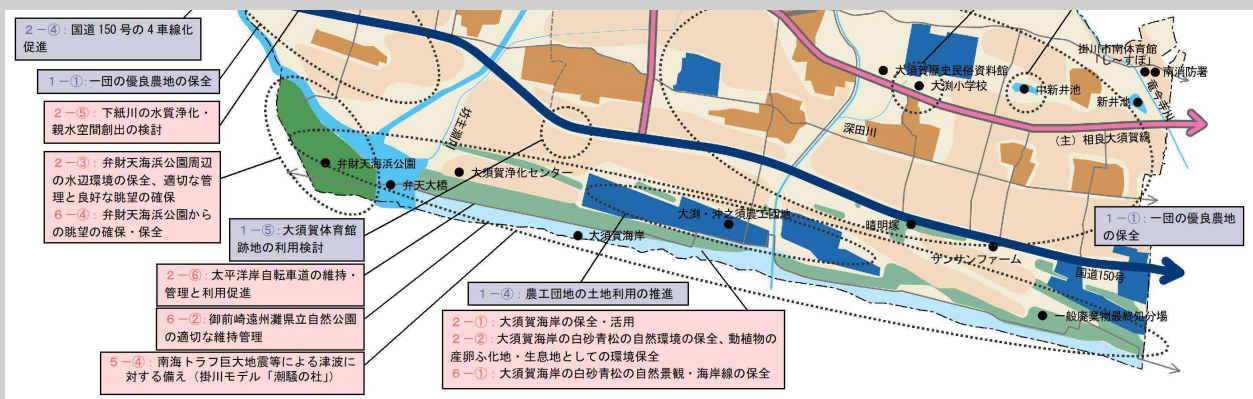 2－④：国道150号の4車線化
促進
1－①：一団の優良農地の保全
2－⑤：下紙川の水質浄化・
親水空間創出の検討
2－③：弁財天海浜公園周辺
の水辺環境の保全、適切な管
理と良好な眺望の確保
6－④：弁財天海浜公園から
の眺望の確保・保全
1－⑤：大須賀体育館
跡地の利用検討
2－⑥：太平洋岸自転車道の維持・
管理と利用促進
6－②：御前崎遠州灘県立自然公園
の適切な維持管理
5－④：南海トラフ巨大地震等による津波に
対する備え（掛川モデル「潮騒の杜」）
1－④：農工団地の土地利用の推進
2－①：大須賀海岸の保全・活用
2－②：大須賀海岸の白砂青松の自然環境の保全、動植物の
産卵ふ化地・生息地としての環境保全
6－①：大須賀海岸の白砂青松の自然景観・海岸線の保全
1－①：一団の優良農地
の保全
弁財天海浜公園
弁天大橋
坊主渕川
大須賀浄化センター
大須賀海岸
大渕・沖之須農工団地
晴明塚
サンサンファーム
国道150号
一般廃棄物最終処分場
大須賀歴史民俗資料館
大渕小学校
深田川
中新井池
新井池
掛川市南体育館
「し～すぽ」
南消防署
竜今寺川
（主）相良大須賀線